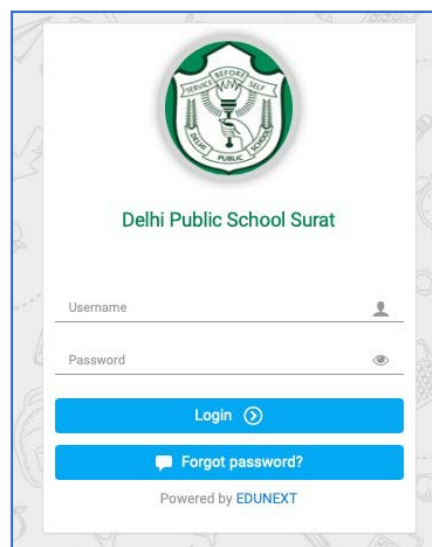 SERVICE BEFORE SELF
DELHI PUBLIC SCHOOL
Delhi Public School Surat
Username
Password
Login
Forgot password?
Powered by EDUNEXT